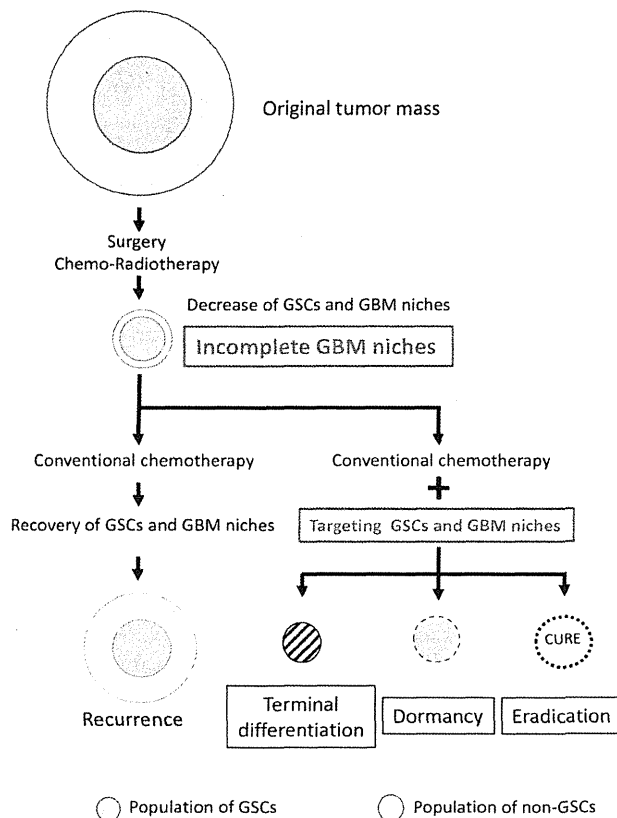 Original tumor mass
Surgery
Chemo-Radiotherapy
Decrease of GSCs and GBM niches
Incomplete GBM niches
Conventional chemotherapy
Conventional chemotherapy
+
Recovery of GSCs and GBM niches
Targeting GSCs and GBM niches
CURE
Recurrence
Terminal
differentiation
Dormancy
Eradication
Population of GSCs
Population of non-GSCs